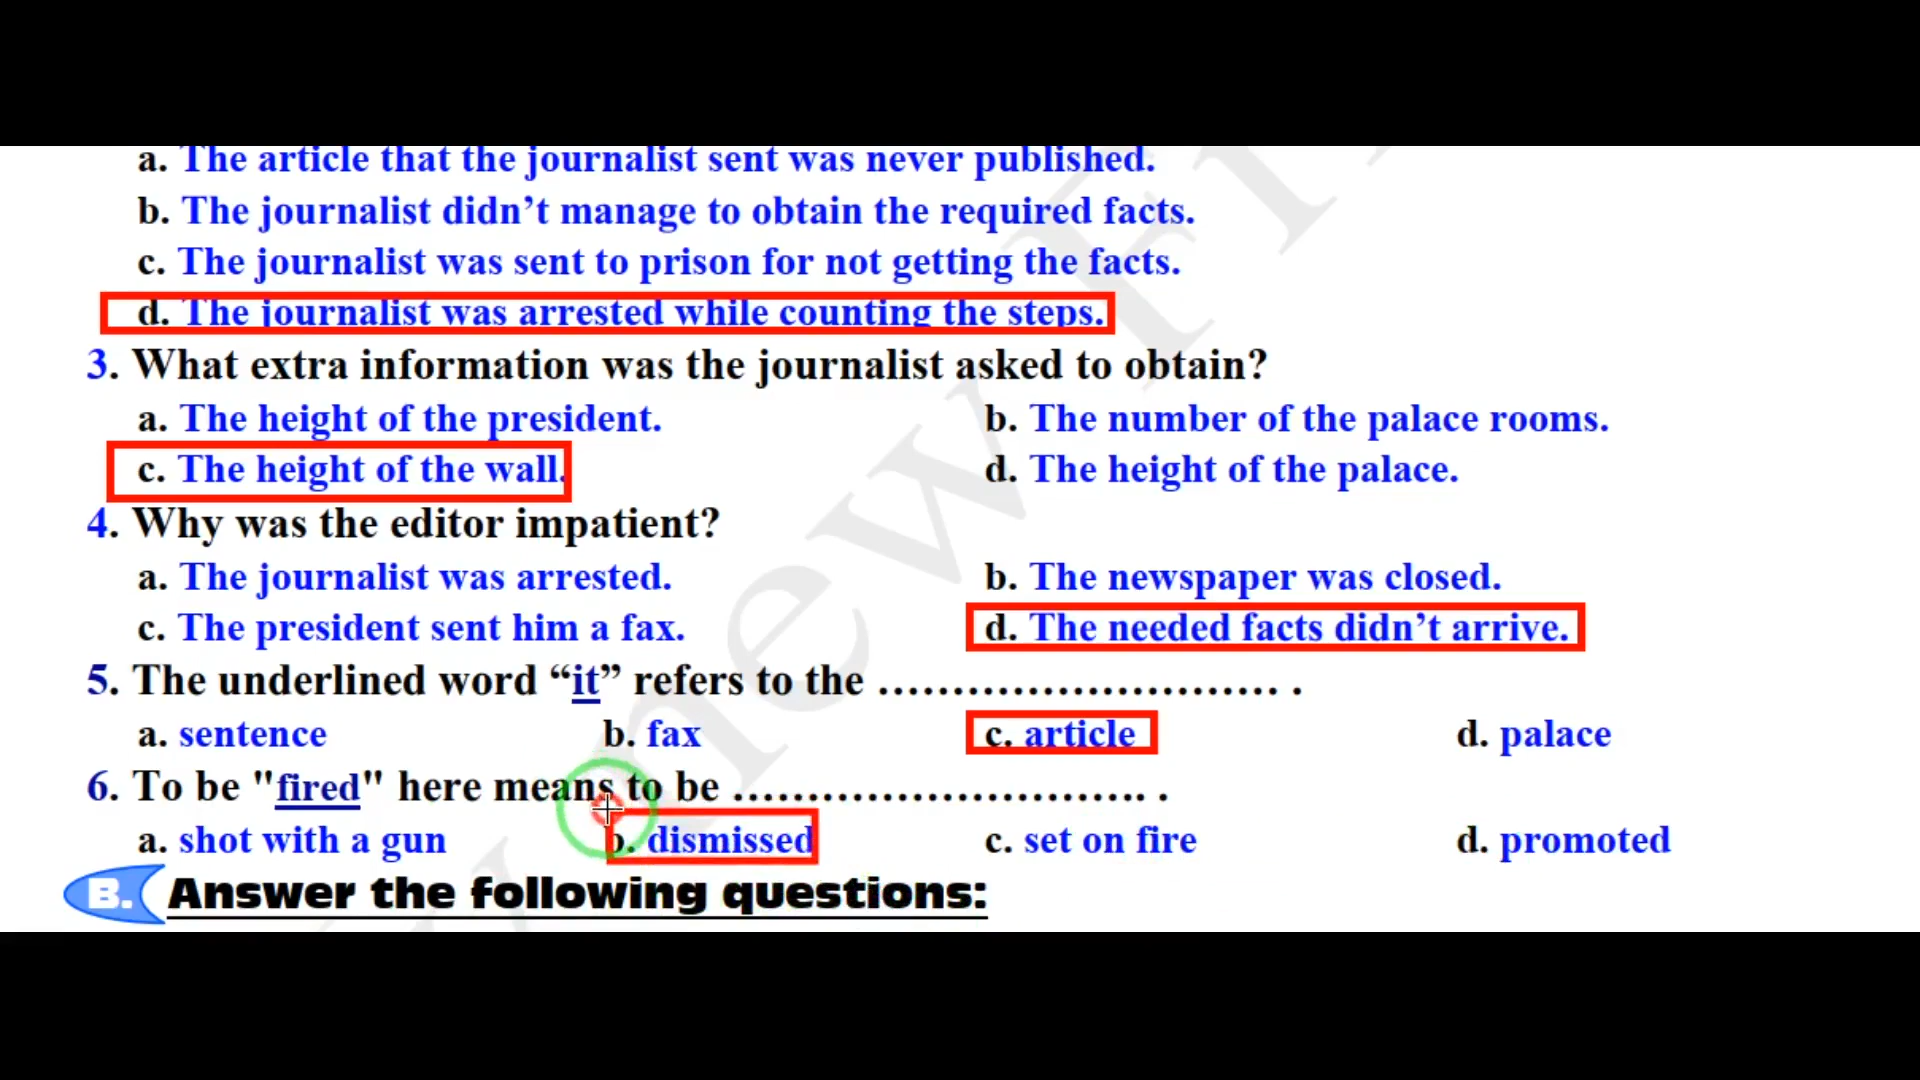 a. The article that the journalist sent was never published.
b. The journalist didn’t manage to obtain the required facts.
c. The journalist was sent to prison for not getting the facts.
d. The journalist was arrested while counting the steps.
3. What extra information was the journalist asked to obtain?
a. The height of the president. b. The number of the palace rooms.
c. The height of the wall. d. The height of the palace.
4. Why was the editor impatient?
a. The journalist was arrested. b. The newspaper was closed.
c. The president sent him a fax. d. The needed facts didn’t arrive.
5. The underlined word “it” refers to the ………………………… .
a. sentence b. fax c. article d. palace
6. To be "fired" here means to be ………………………… .
a. shot with a gun b. dismissed c. set on fire d. promoted
B. Answer the following questions:
new